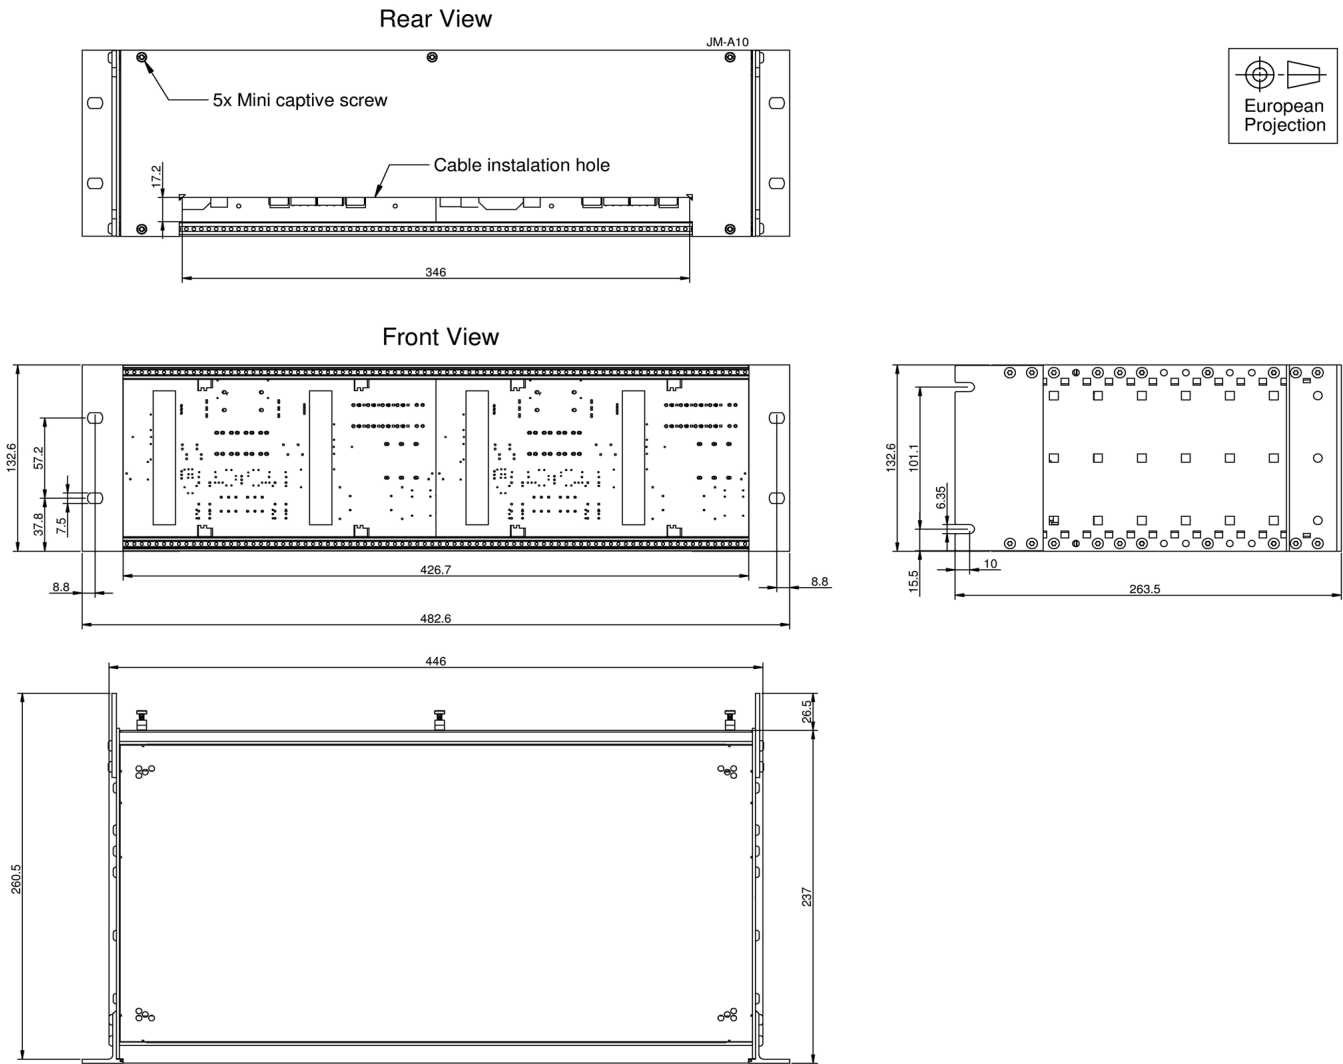 Rear View
JM-A10
5x Mini captive screw
Cable instalation hole
17.2
346
European
Projection
Front View
132.6
57.2
37.8
7.5
8.8
426.7
8.8
482.6
132.6
101.1
6.35
15.5
10
263.5
446
260.5
26.5
237